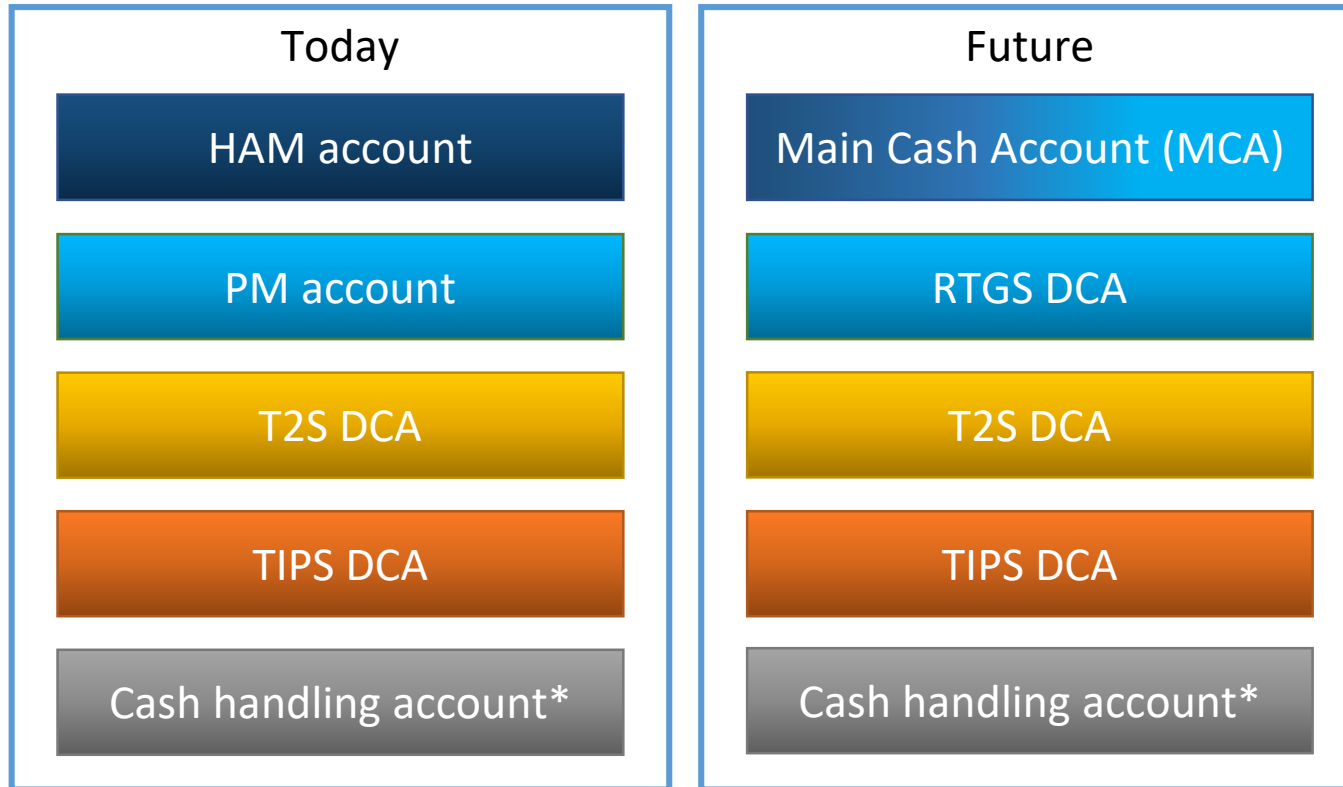 Today
HAM account
PM account
T2S DCA
TIPS DCA
Cash handling account*
Future
Main Cash Account (MCA)
RTGS DCA
T2S DCA
TIPS DCA
Cash handling account*